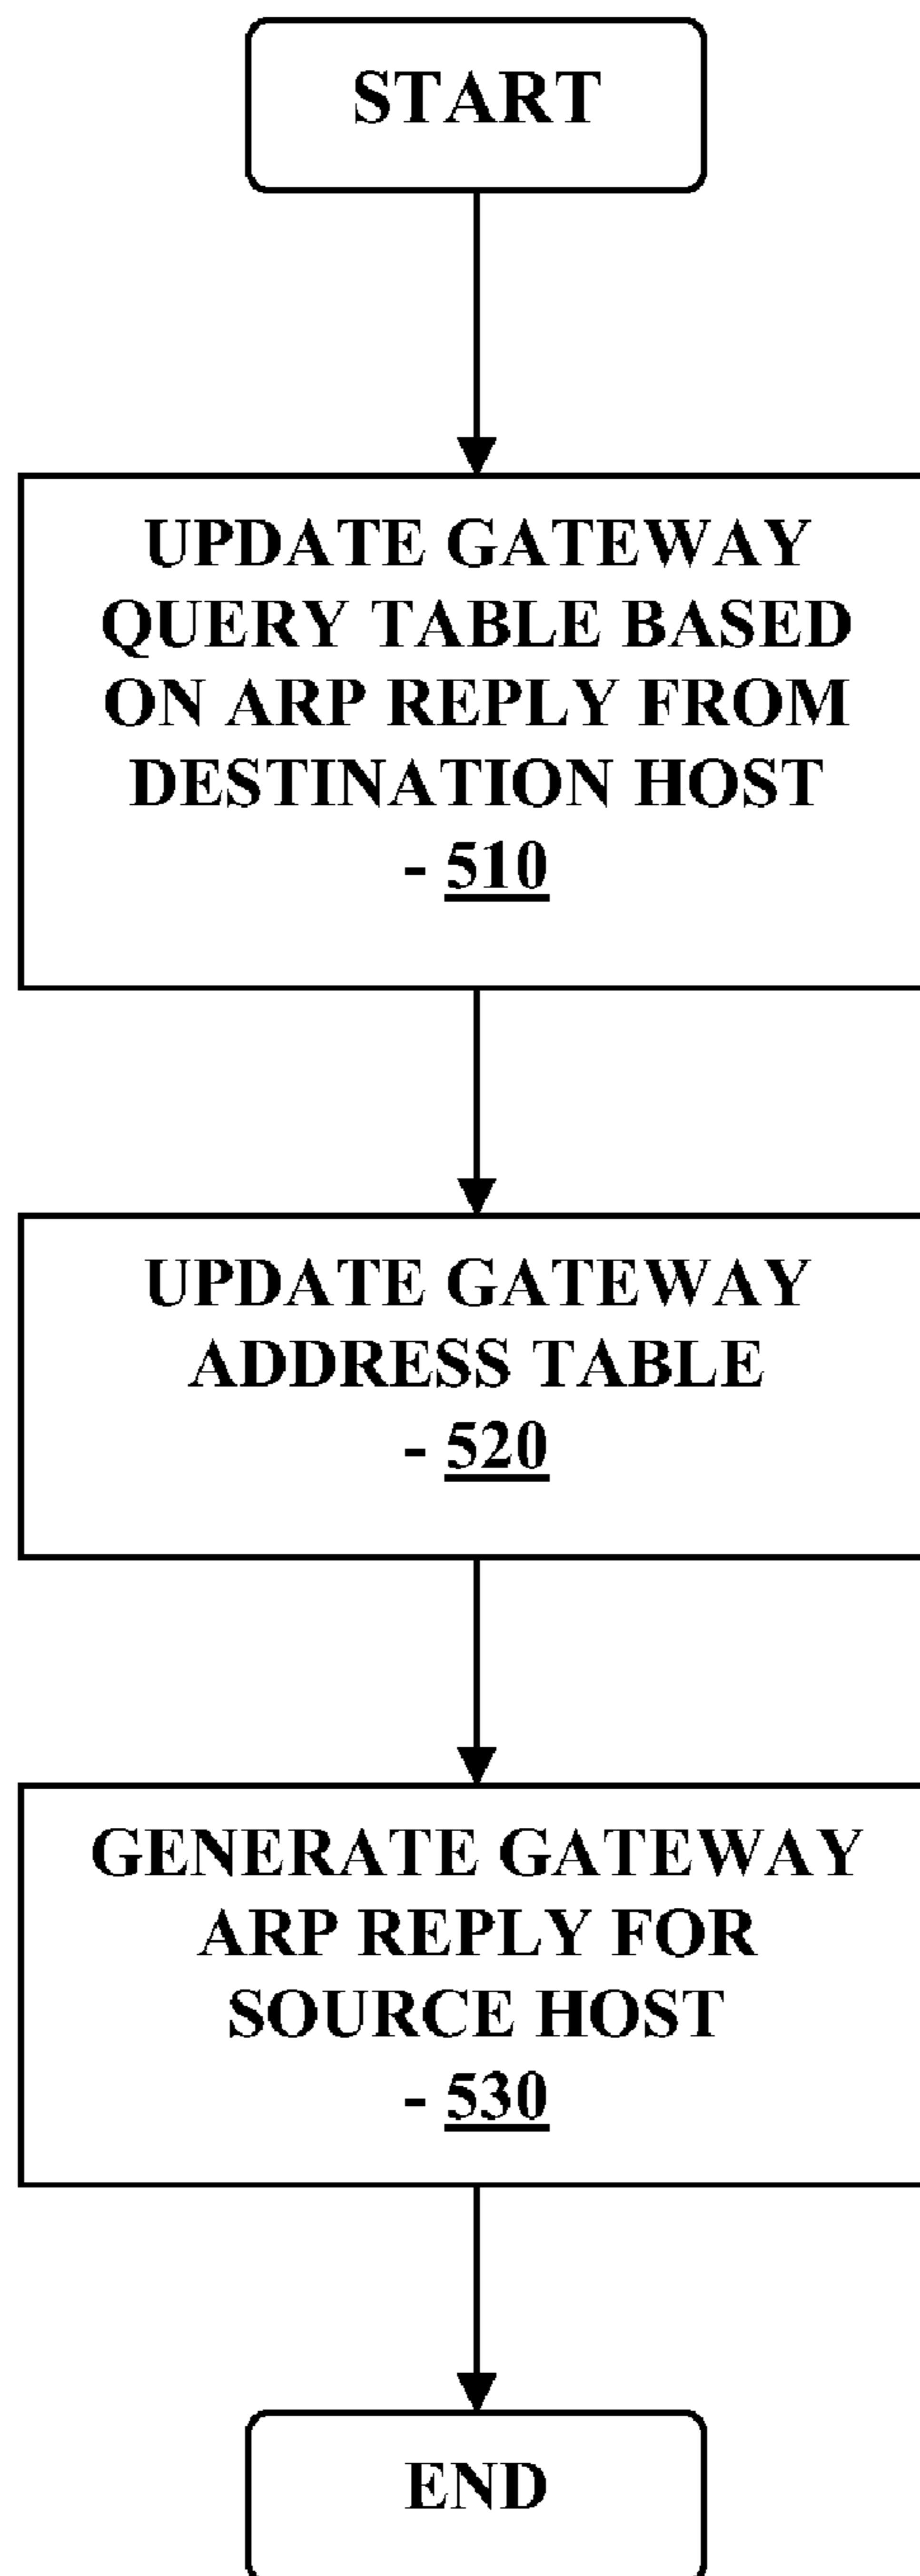 START
UPDATE GATEWAY
QUERY TABLE BASED
ON ARP REPLY FROM
DESTINATION HOST
- 510
UPDATE GATEWAY
ADDRESS TABLE
- 520
GENERATE GATEWAY
ARP REPLY FOR
SOURCE HOST
- 530
END